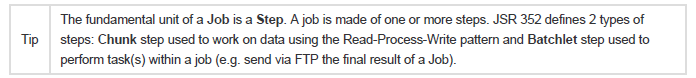 The fundamental unit of a Job is a Step. A job is made of one or more steps. JSR 352 defines 2 types of
Tip
steps: Chunk step used to work on data using the Read-Process-Write pattern and Batchlet step used to
perform task(s) within a job (e.g. send via FTP the final result of a Job).